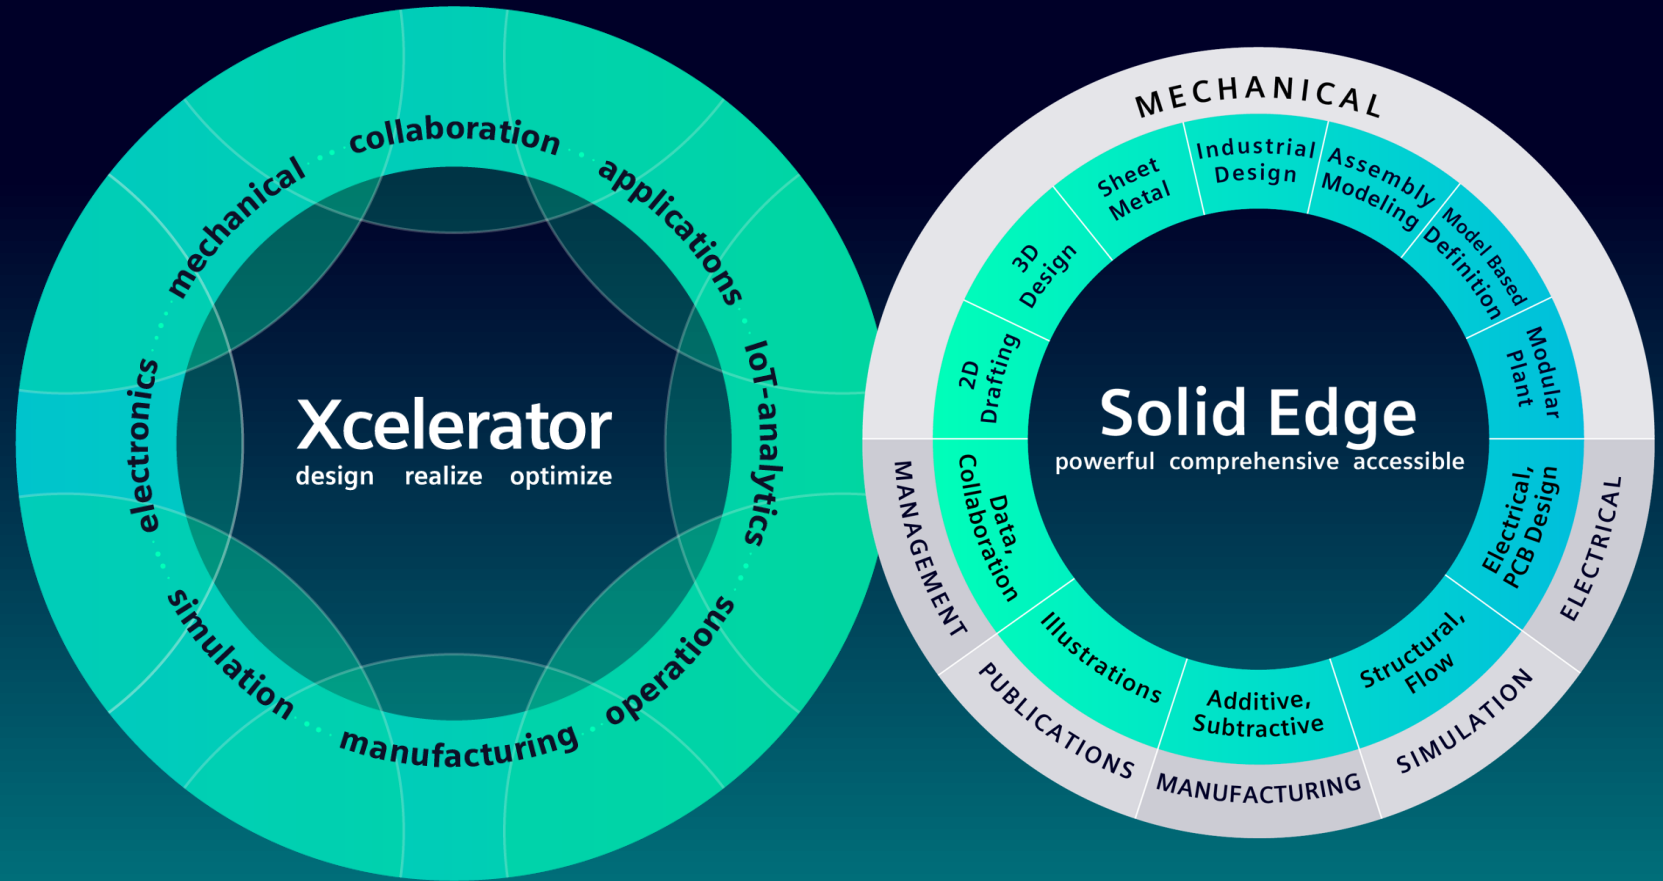 collaboration
applications
IoT-analytics
operations
manufacturing
simulation
electronics
mechanical
Xcelerator
design realize optimize
MECHANICAL
2D
Drafting
3D
Design
Sheet
Metal
Industrial
Design
Assembly
Modeling
Model Based
Definition
Modular
Plant
ELECTRICAL
Electrical,
PCB Design
SIMULATION
Structural,
Flow
MANUFACTURING
Additive,
Subtractive
PUBLICATIONS
Illustrations
MANAGEMENT
Data,
Collaboration
Solid Edge
powerful comprehensive accessible